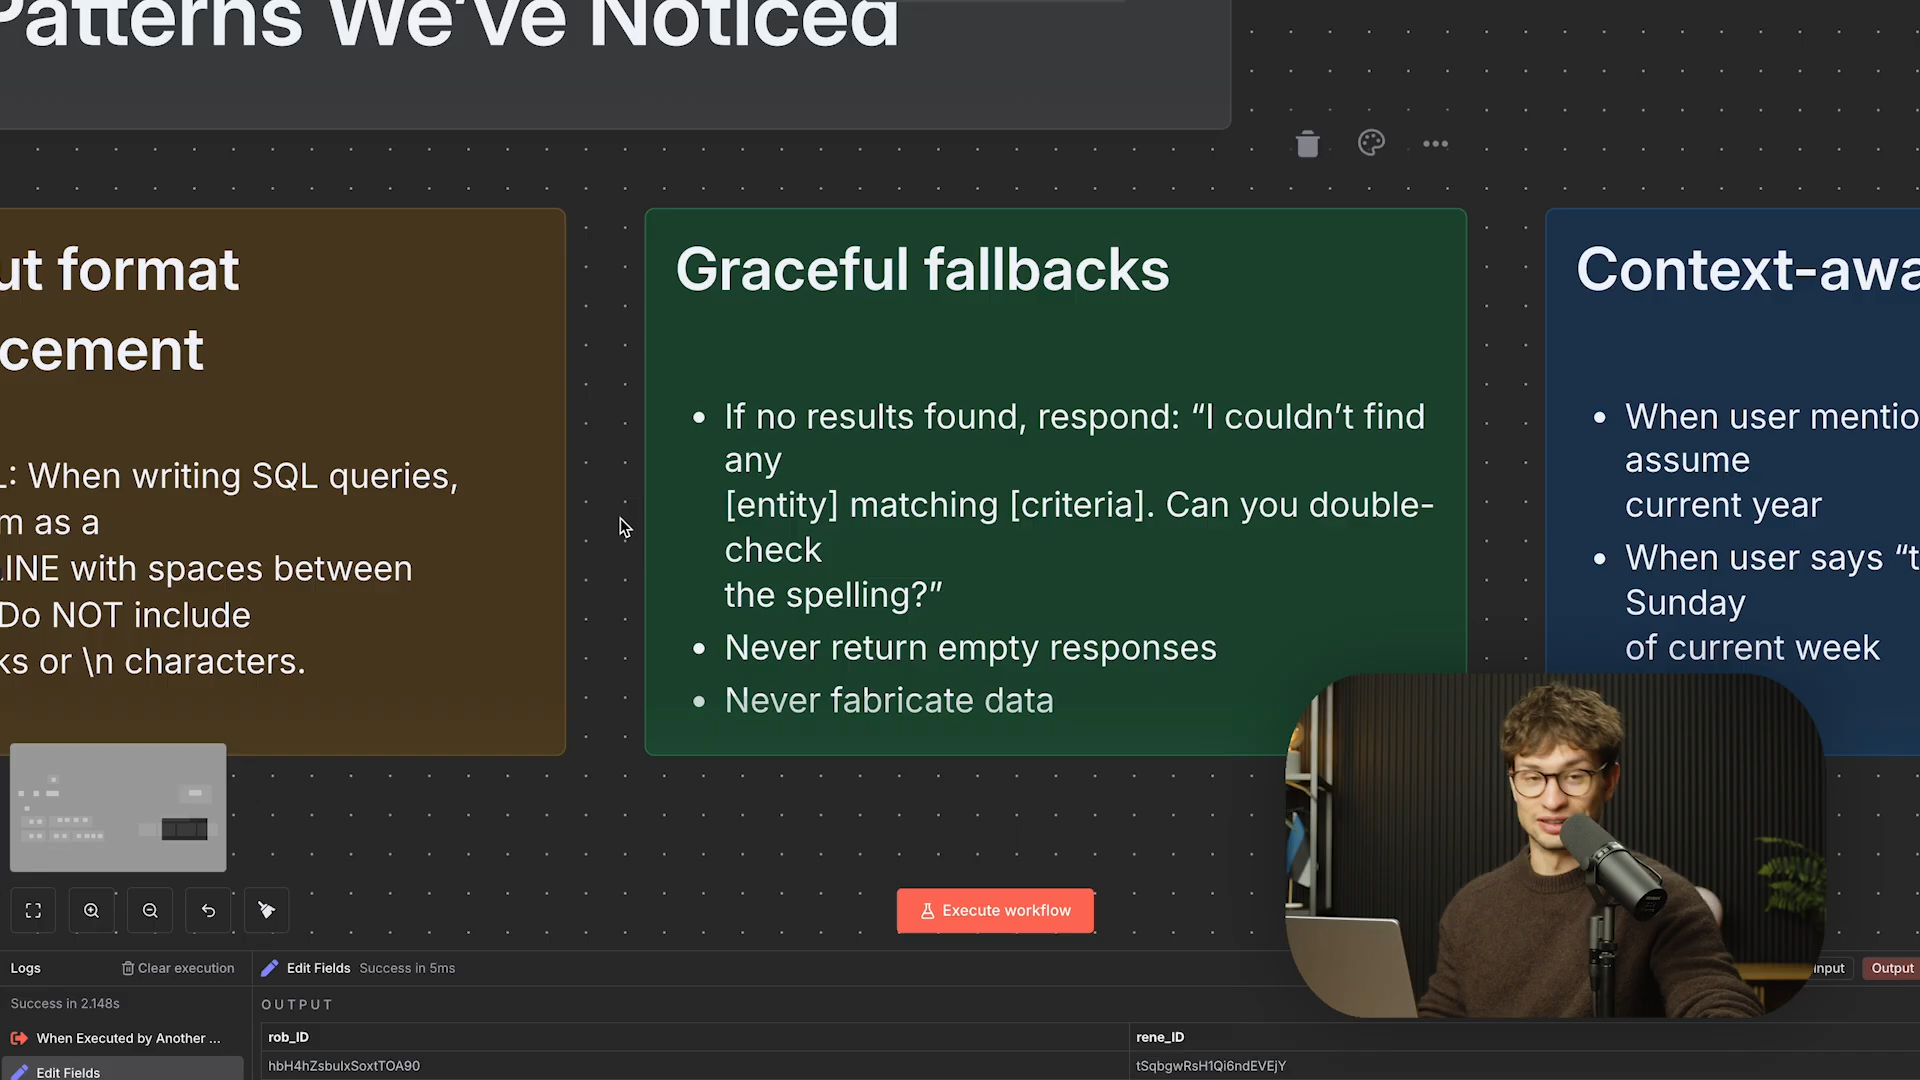 Patterns We've Noticed
ut format
cement
L: When writing SQL queries,
m as a
INE with spaces between
Do NOT include
ks or \n characters.
Graceful fallbacks
• If no results found, respond: “I couldn’t find
any
[entity] matching [criteria]. Can you double-
check
the spelling?”
• Never return empty responses
• Never fabricate data
Context-awa
• When user mentio
assume
current year
• When user says “t
Sunday
of current week
Execute workflow
Logs
Clear execution
Edit Fields Success in 5ms
Input
Output
Success in 2.148s
OUTPUT
When Executed by Another ...
rob_ID
rene_ID
Edit Fields